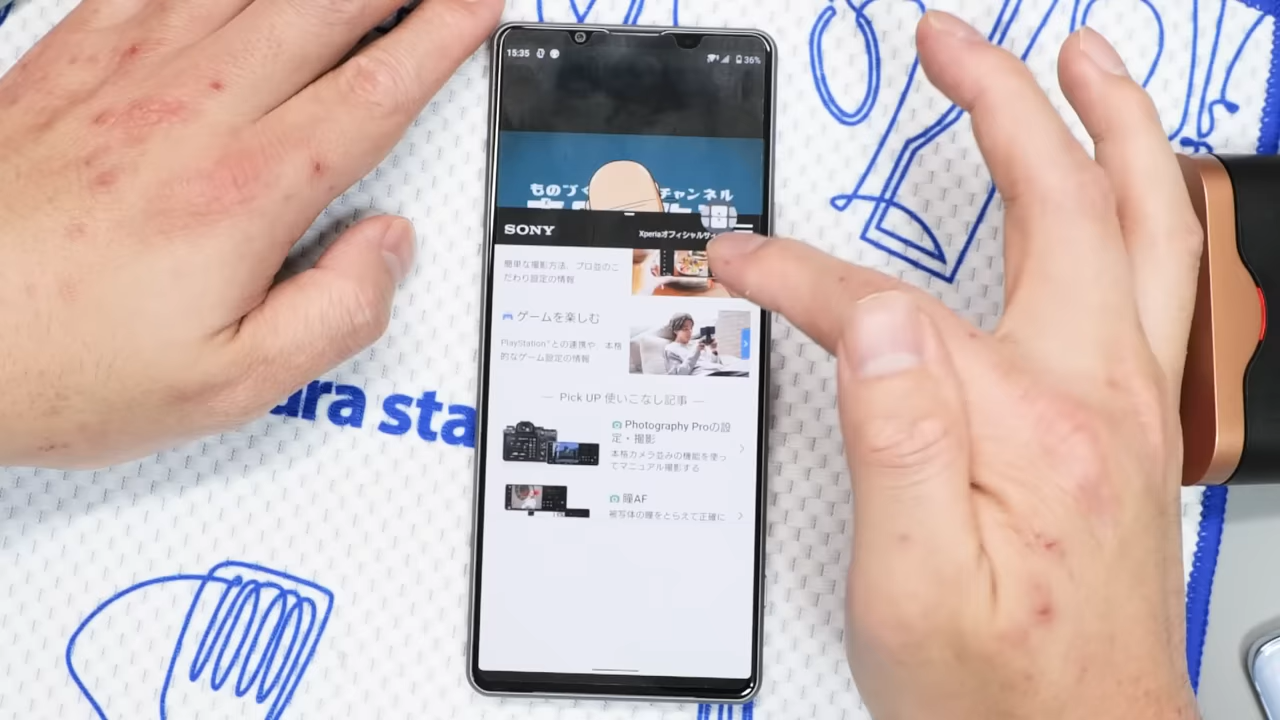 15:35
36%
ものづく
チャンネル
SONY
Xperiaオフィシャルサ
簡単な撮影方法、プロ並のこ
だわり設定の情報
ゲームを楽しむ
PlayStation®との連携や、本格
的なゲーム設定の情報
Pick UP 使いこなし記事
Photography Proの設
定・撮影
本格カメラ並みの機能を使っ
てマニュアル撮影する
瞳AF
被写体の瞳をとらえて正確に
ura sta